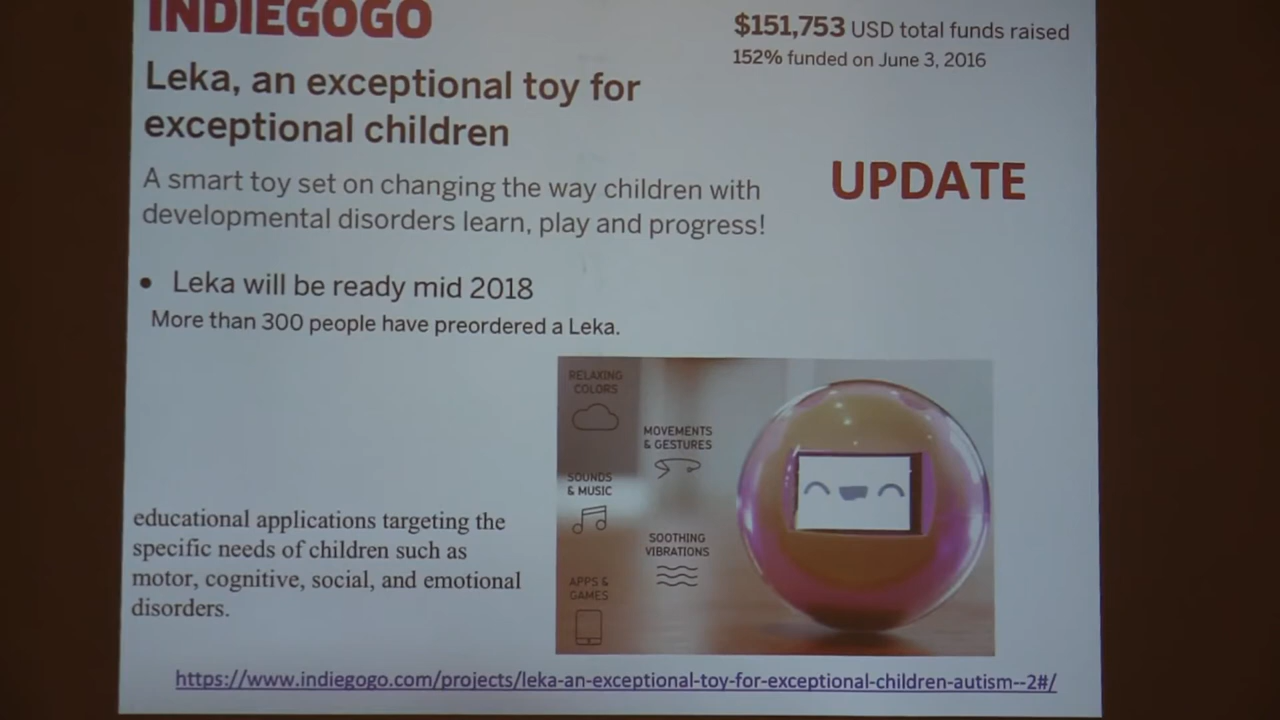 INDIEGOGO
$151,753 USD total funds raised
152% funded on June 3, 2016
Leka, an exceptional toy for
exceptional children
UPDATE
A smart toy set on changing the way children with
developmental disorders learn, play and progress!
• Leka will be ready mid 2018
More than 300 people have preordered a Leka.
RELAXING
COLORS
MOVEMENTS
& GESTURES
SOUNDS
& MUSIC
SOOTHING
VIBRATIONS
APPS &
GAMES
educational applications targeting the
specific needs of children such as
motor, cognitive, social, and emotional
disorders.
https://www.indiegogo.com/projects/leka-an-exceptional-toy-for-exceptional-children-autism--2#/